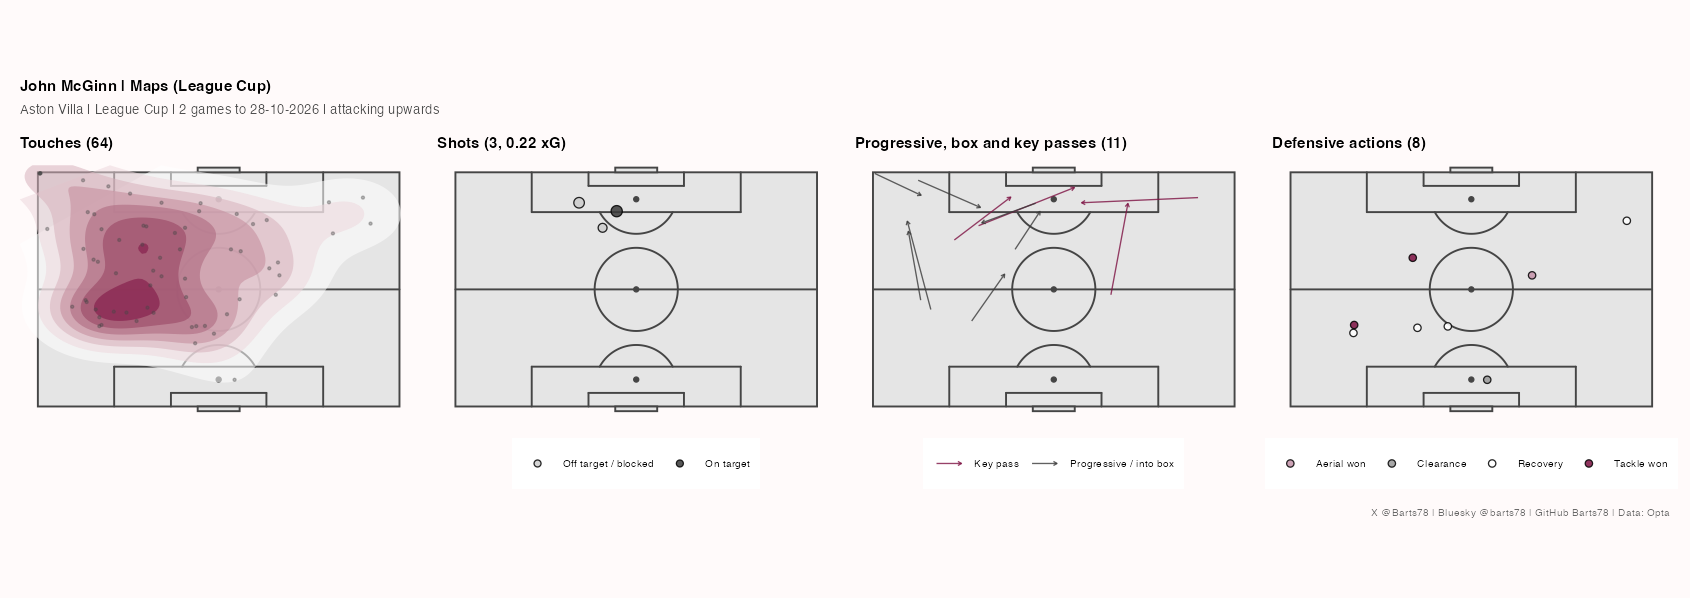 John McGinn | Maps (League Cup)
Aston Villa | League Cup | 2 games to 28-10-2026 | attacking upwards
Touches (64)
Shots (3, 0.22 xG)
Progressive, box and key passes (11)
Defensive actions (8)
Off target / blocked
On target
Key pass
Progressive / into box
Aerial won
Clearance
Recovery
Tackle won
X @Barts78 | Bluesky @barts78 | GitHub Barts78 | Data: Opta